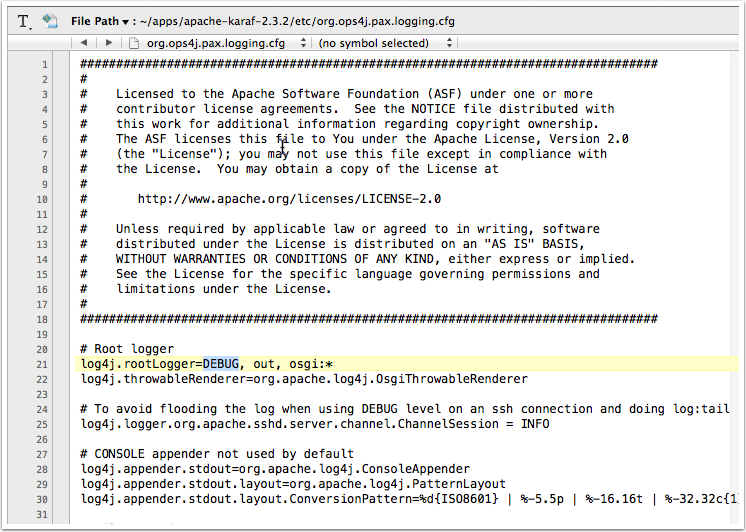 T. File Path ▾ : ~/apps/apache-karaf-2.3.2/etc/org.ops4j.pax.logging.cfg
org.ops4j.pax.logging.cfg (no symbol selected)
1 ################################################################################
2 #
3 #    Licensed to the Apache Software Foundation (ASF) under one or more
4 #    contributor license agreements.  See the NOTICE file distributed with
5 #    this work for additional information regarding copyright ownership.
6 #    The ASF licenses this file to You under the Apache License, Version 2.0
7 #    (the "License"); you may not use this file except in compliance with
8 #    the License.  You may obtain a copy of the License at
9 #
10 #       http://www.apache.org/licenses/LICENSE-2.0
11 #
12 #    Unless required by applicable law or agreed to in writing, software
13 #    distributed under the License is distributed on an "AS IS" BASIS,
14 #    WITHOUT WARRANTIES OR CONDITIONS OF ANY KIND, either express or implied.
15 #    See the License for the specific language governing permissions and
16 #    limitations under the License.
17 #
18 ################################################################################
19
20 # Root logger
21 log4j.rootLogger=DEBUG, out, osgi:*
22 log4j.throwableRenderer=org.apache.log4j.OsgiThrowableRenderer
23
24 # To avoid flooding the log when using DEBUG level on an ssh connection and doing log:tail
25 log4j.logger.org.apache.sshd.server.channel.ChannelSession = INFO
26
27 # CONSOLE appender not used by default
28 log4j.appender.stdout=org.apache.log4j.ConsoleAppender
29 log4j.appender.stdout.layout=org.apache.log4j.PatternLayout
30 log4j.appender.stdout.layout.ConversionPattern=%d{ISO8601} | %-5.5p | %-16.16t | %-32.32c{1
31